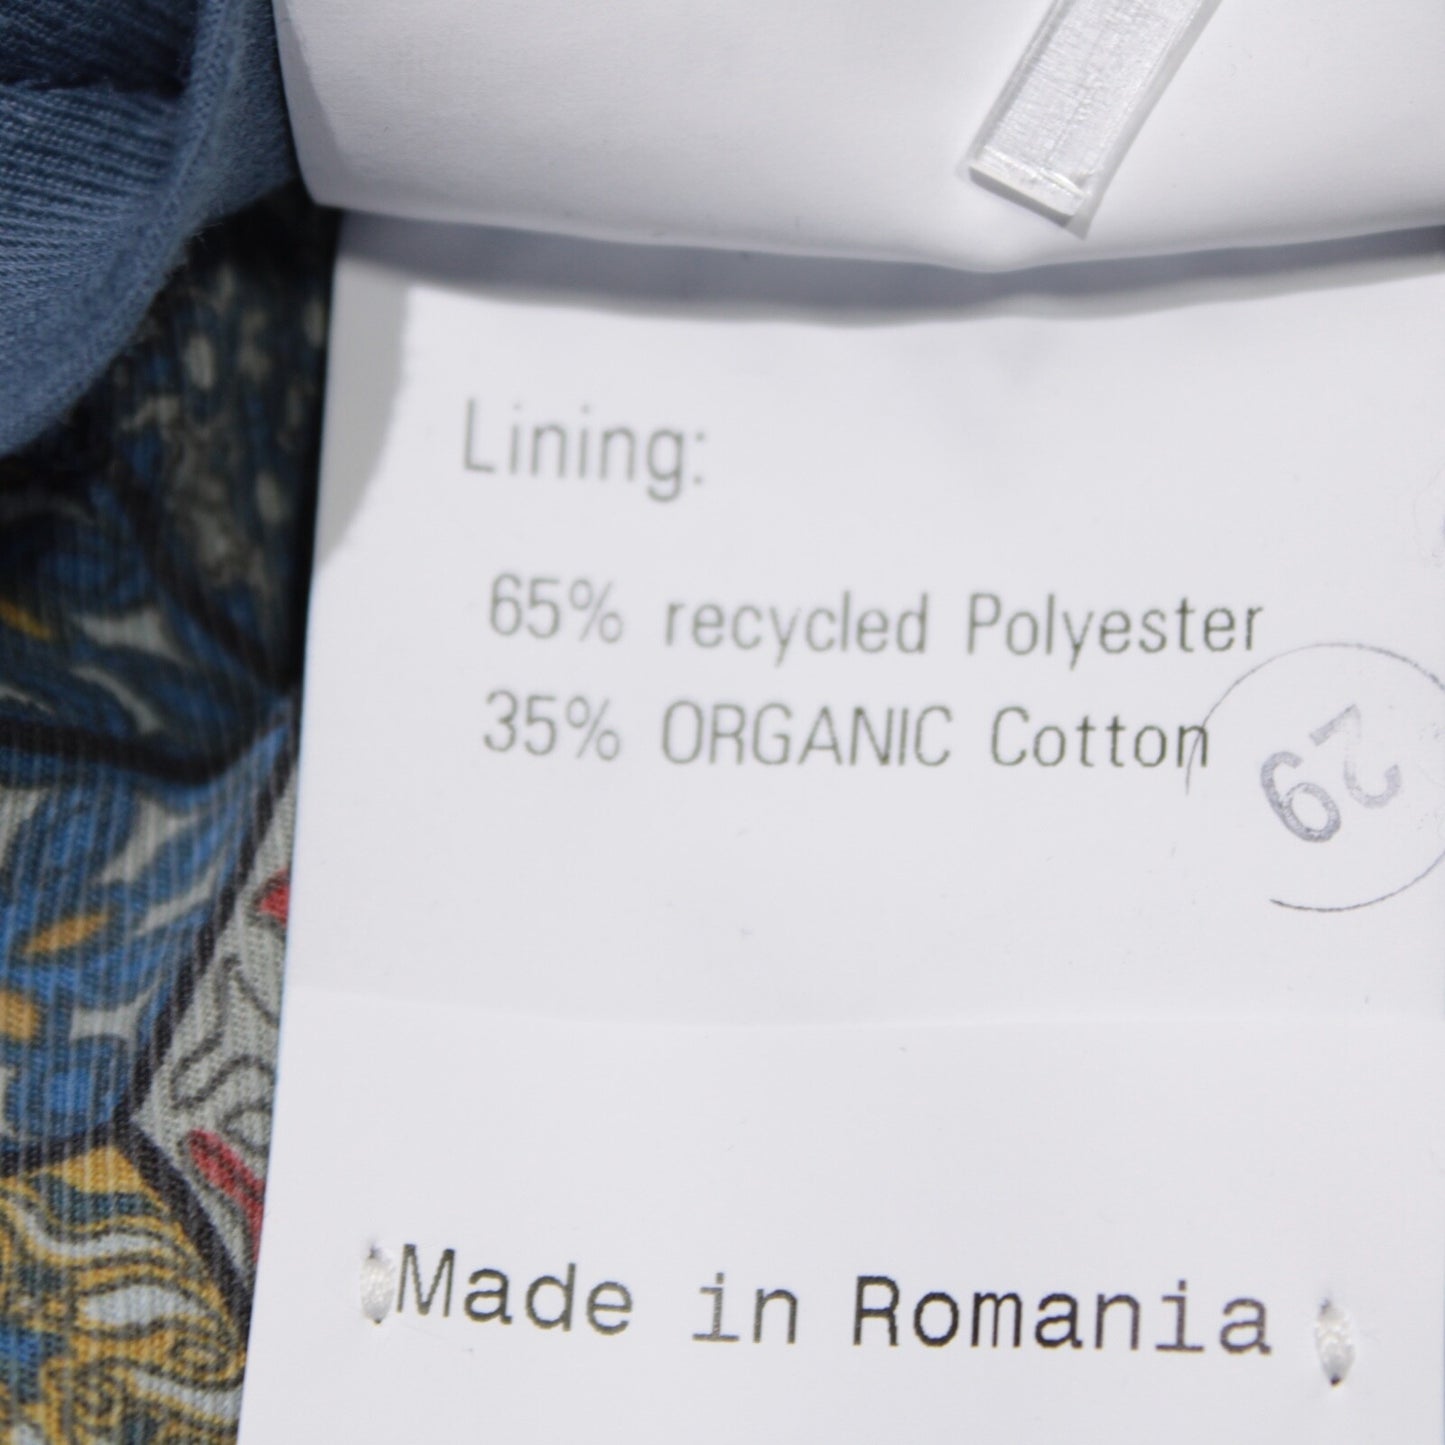 Lining:
65% recycled Polyester
35% ORGANIC Cotton
29
Made in Romania